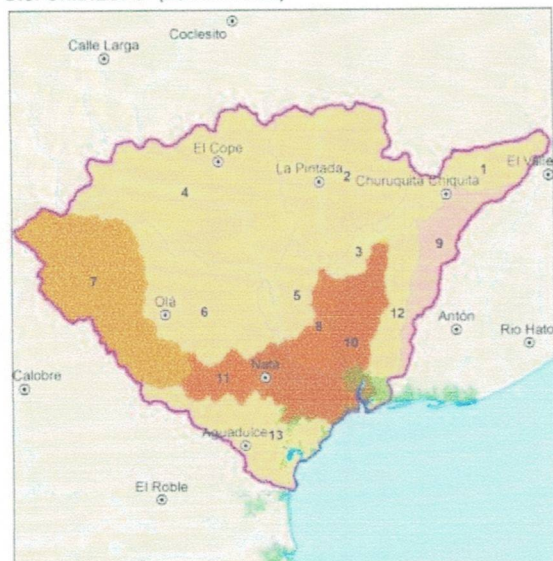 Coclesito
Calle Larga
El Cope
La Pintada
2
1
El Valle
Churuquita Chiquita
4
9
3
7
5
Olá
6
8
12
Antón
10
Rio Hato
11
Natá
Calobre
13
Aguadulce
El Roble